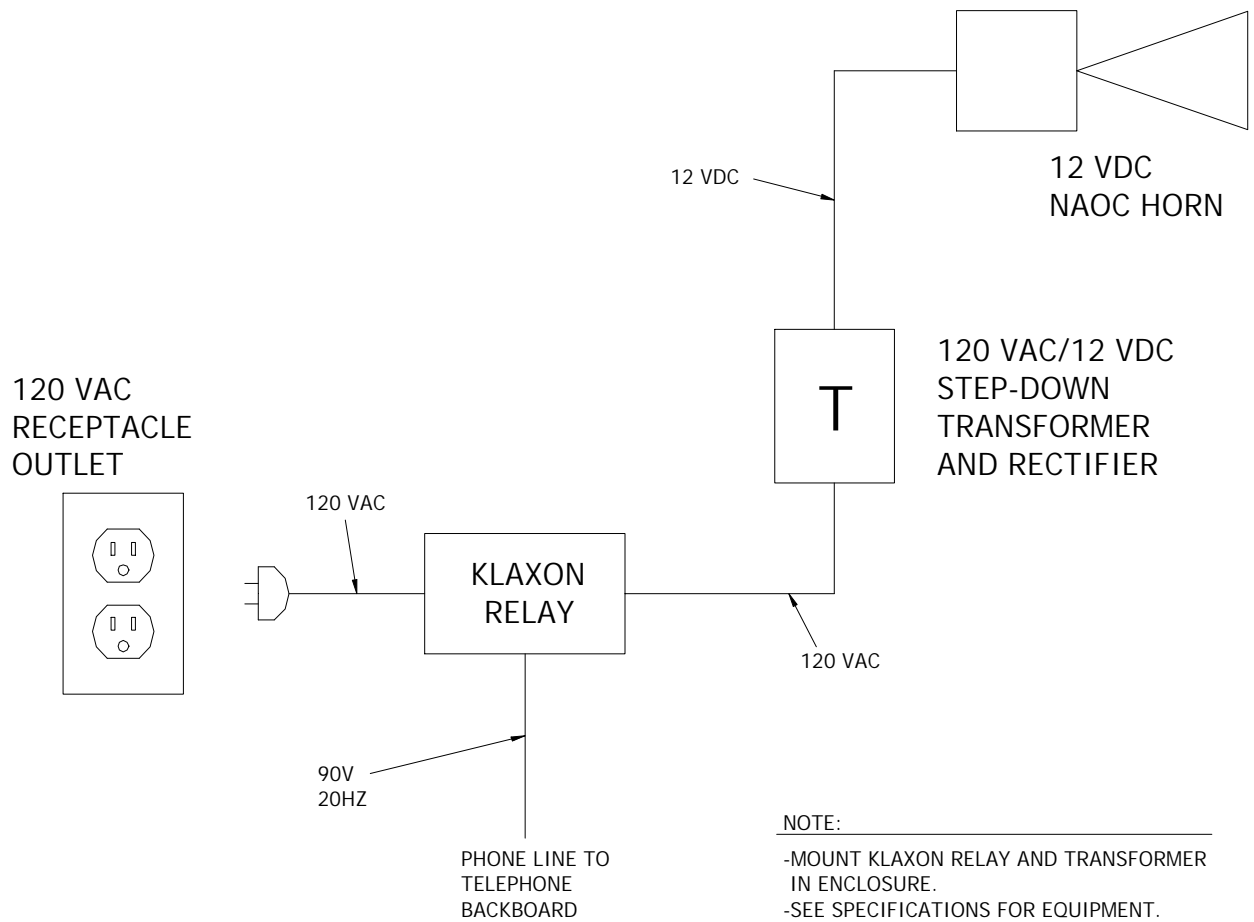 12 VDC
NAOC HORN
12 VDC
120 VAC/12 VDC
STEP-DOWN
TRANSFORMER
AND RECTIFIER
T
120 VAC
RECEPTACLE
OUTLET
120 VAC
KLAXON
RELAY
120 VAC
90V
20HZ
PHONE LINE TO
TELEPHONE
BACKBOARD
NOTE:
-MOUNT KLAXON RELAY AND TRANSFORMER
IN ENCLOSURE.
-SEE SPECIFICATIONS FOR EQUIPMENT.